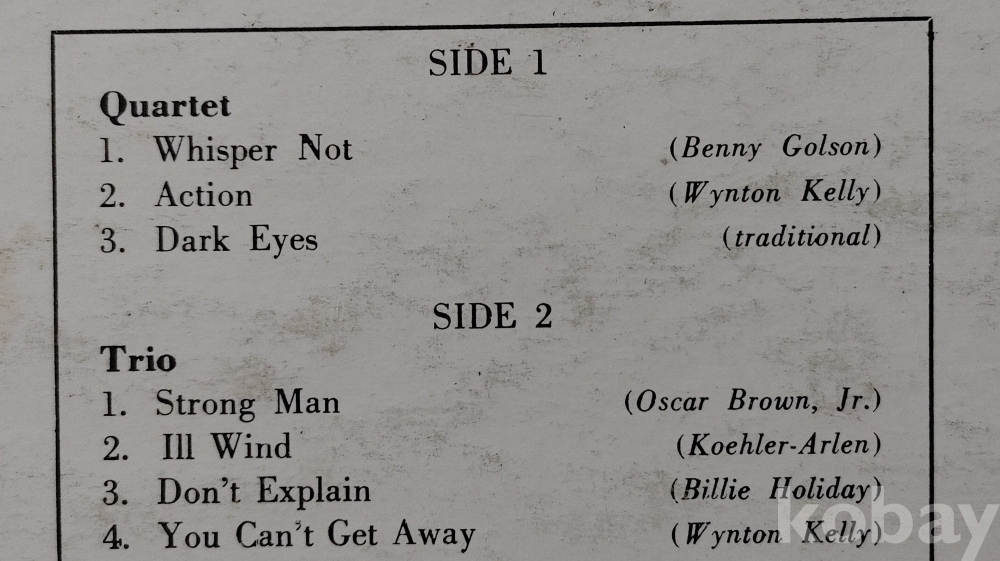 SIDE 1
Quartet
1. Whisper Not (Benny Golson)
2. Action (Wynton Kelly)
3. Dark Eyes (traditional)
SIDE 2
Trio
1. Strong Man (Oscar Brown, Jr.)
2. Ill Wind (Koehler-Arlen)
3. Don't Explain (Billie Holiday)
4. You Can't Get Away (Wynton Kelly)
kobay